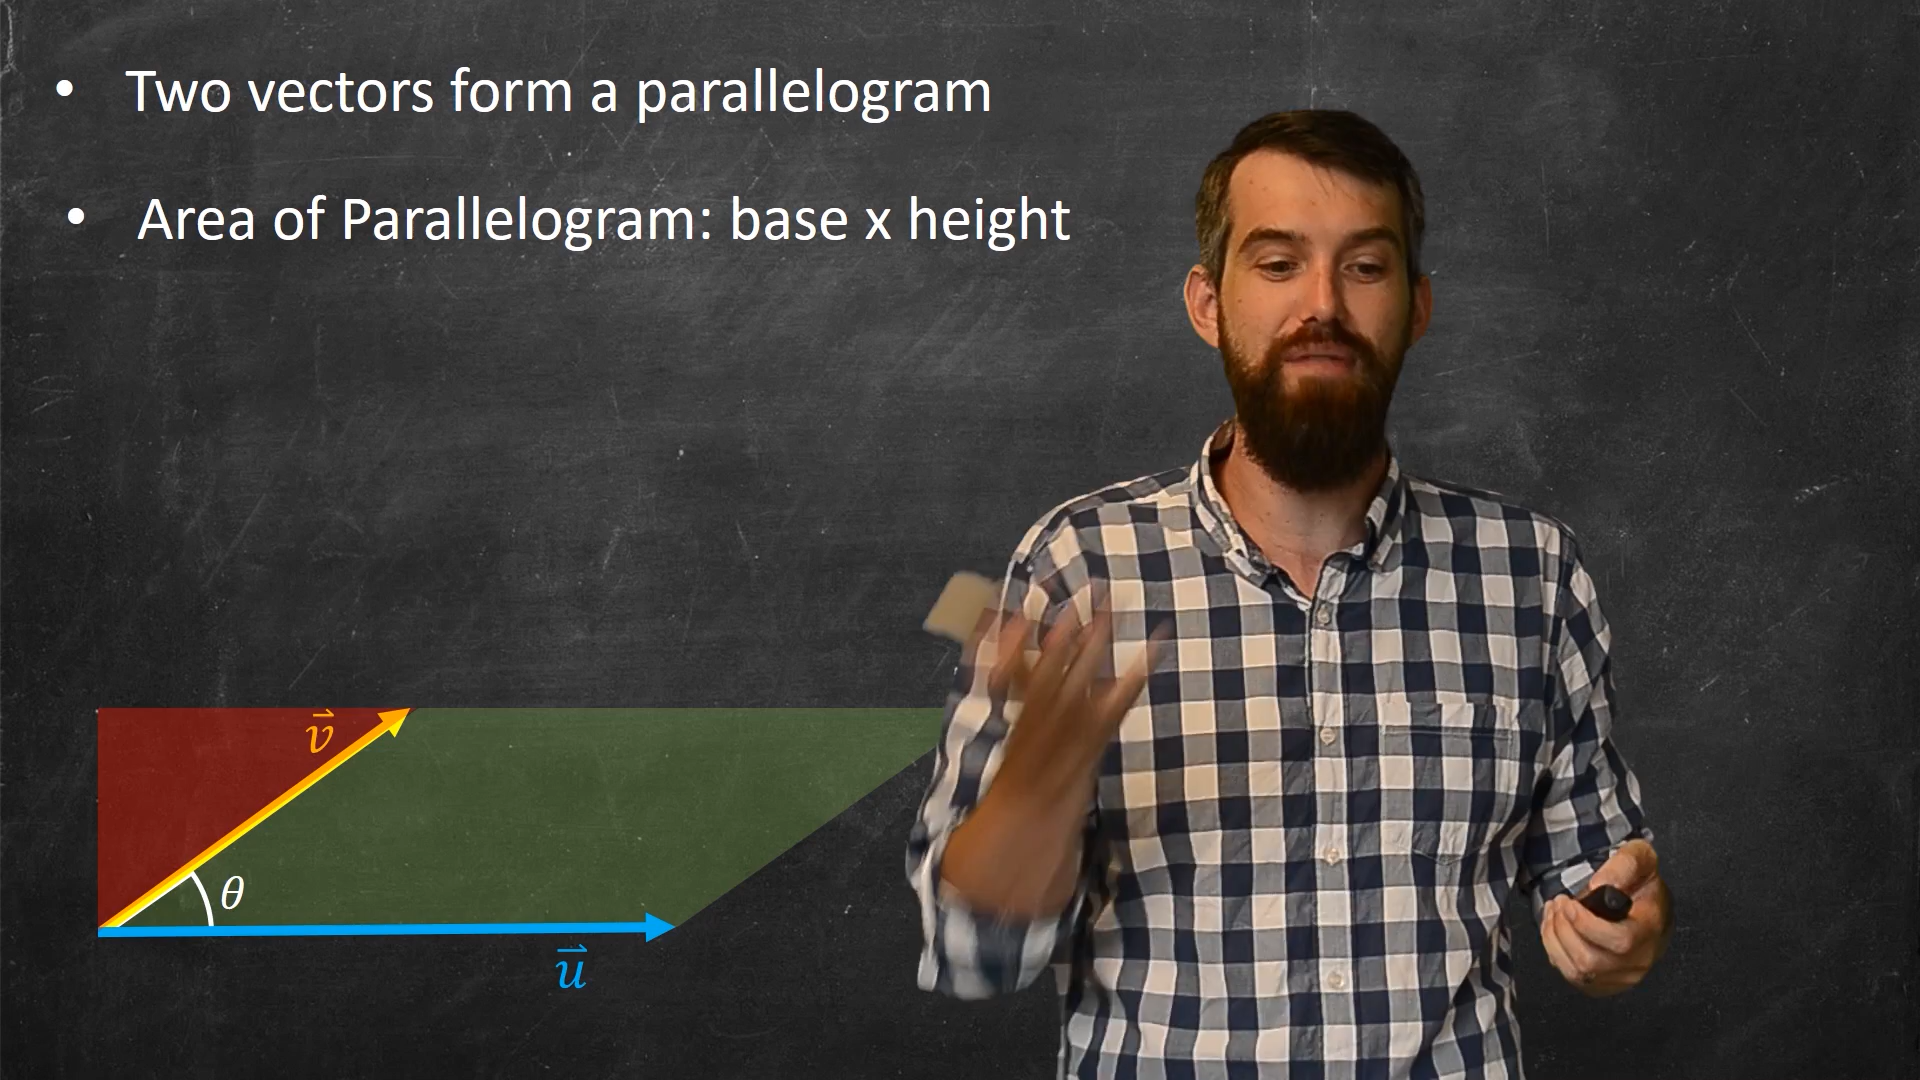 • Two vectors form a parallelogram
• Area of Parallelogram: base x height
v⃗
θ
u⃗